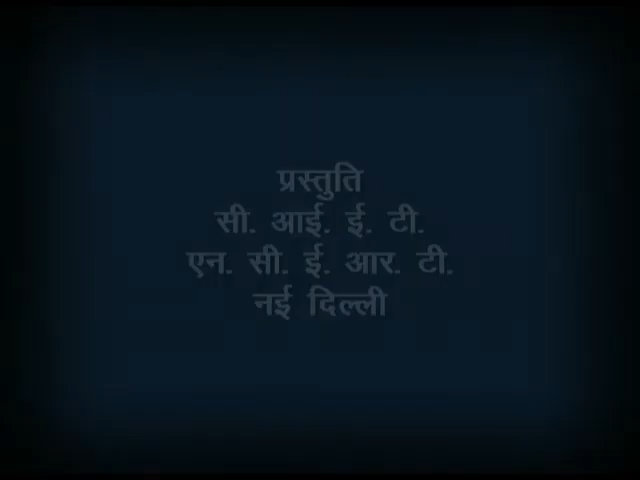 प्रस्तुति
सी. आई. ई. टी.
एन. सी. ई. आर. टी.
नई दिल्ली